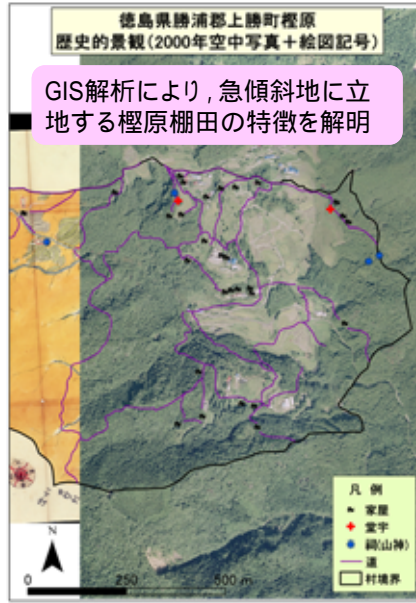 徳島県勝浦郡上勝町樫原
歴史的景観(2000年空中写真+絵図記号)
GIS解析により,急傾斜地に立
地する樫原棚田の特徴を解明
N
0 250 500 m
凡 例
家屋
堂宇
祠(山神)
道
村境界